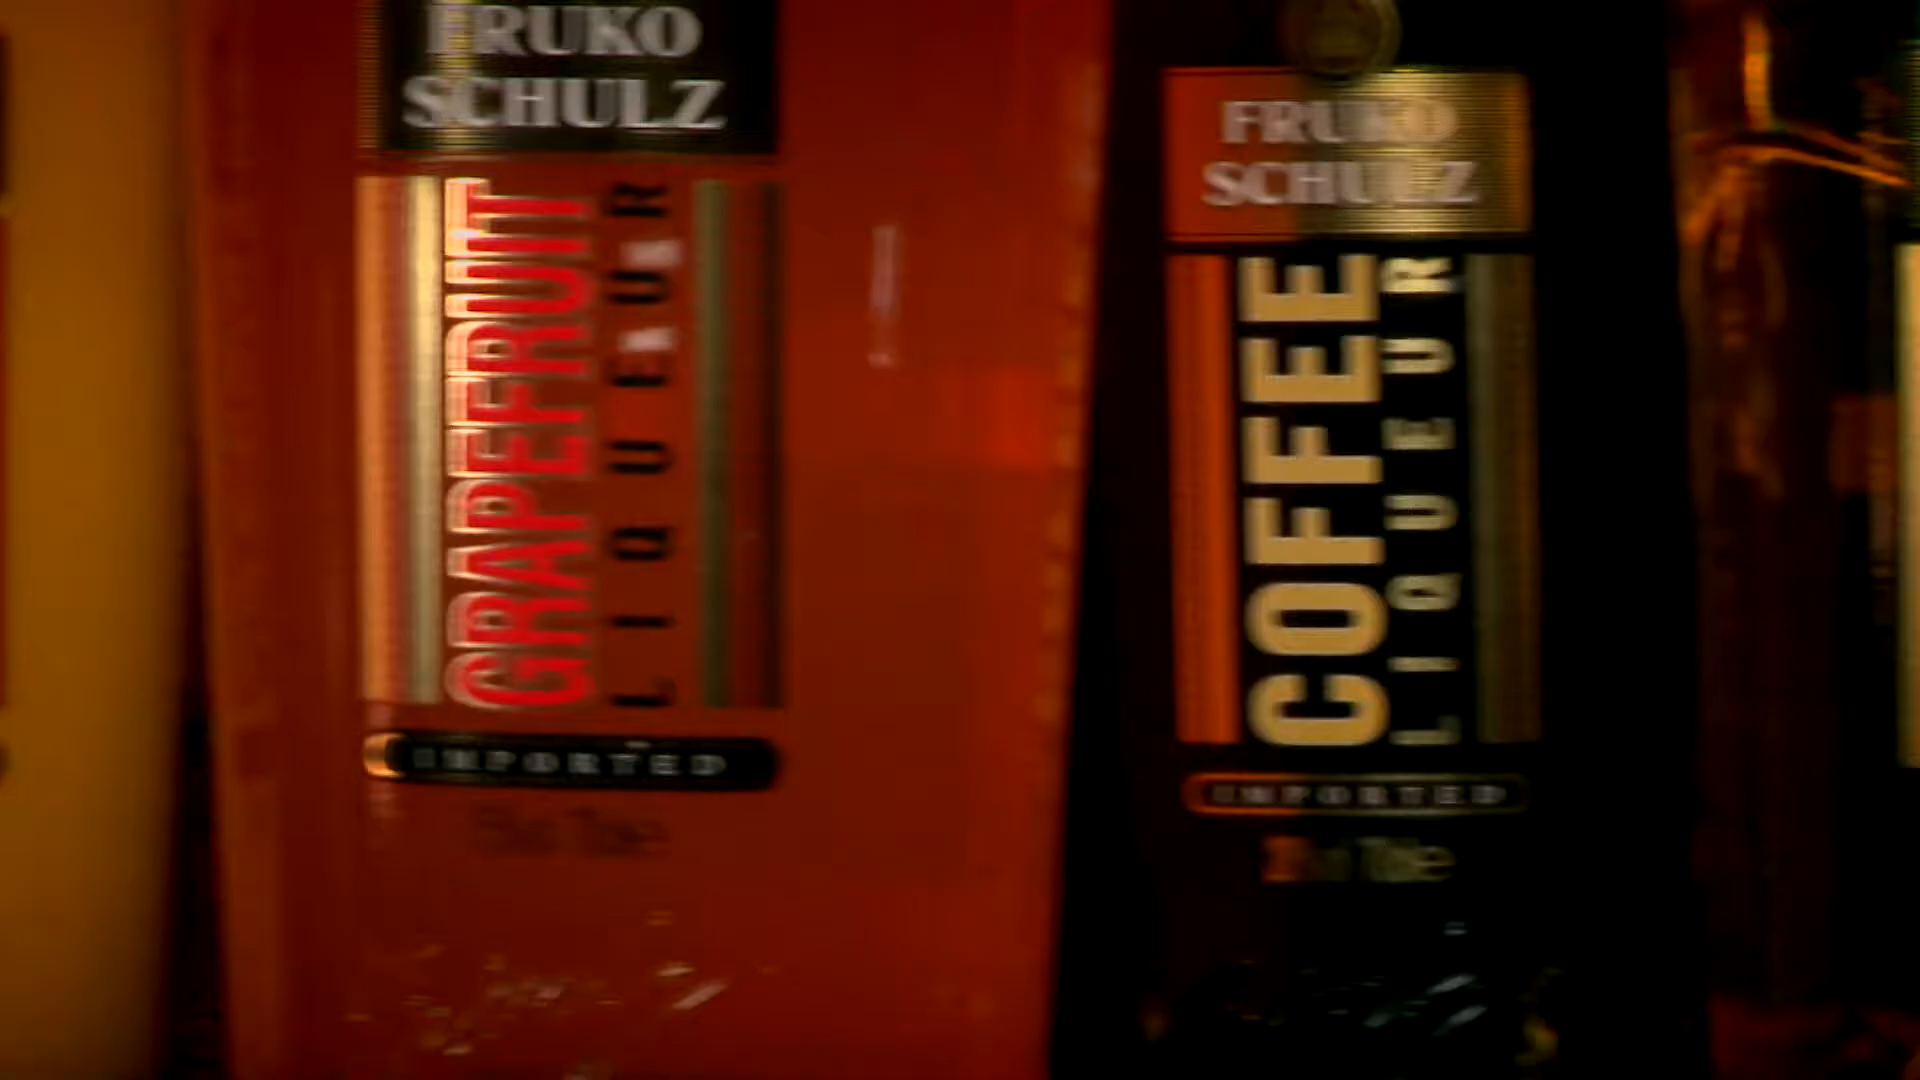 FRUKO
SCHULZ
GRAPEFRUIT
LIQUEUR
IMPORTED
FRUKO
SCHULZ
COFFEE
LIQUEUR
IMPORTED